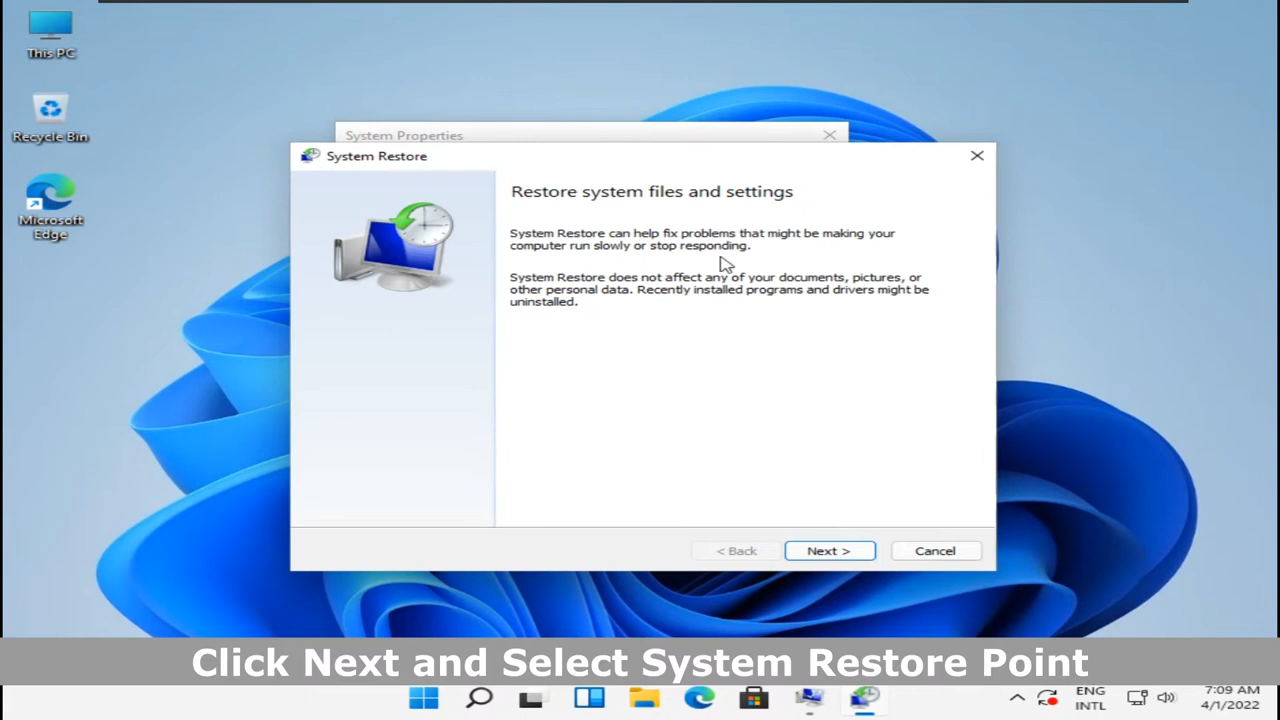 This PC
Recycle Bin
Microsoft
Edge
System Properties
System Restore
Restore system files and settings
System Restore can help fix problems that might be making your
computer run slowly or stop responding.
System Restore does not affect any of your documents, pictures, or
other personal data. Recently installed programs and drivers might be
uninstalled.
< Back
Next >
Cancel
Click Next and Select System Restore Point
ENG
INTL
7:09 AM
4/1/2022